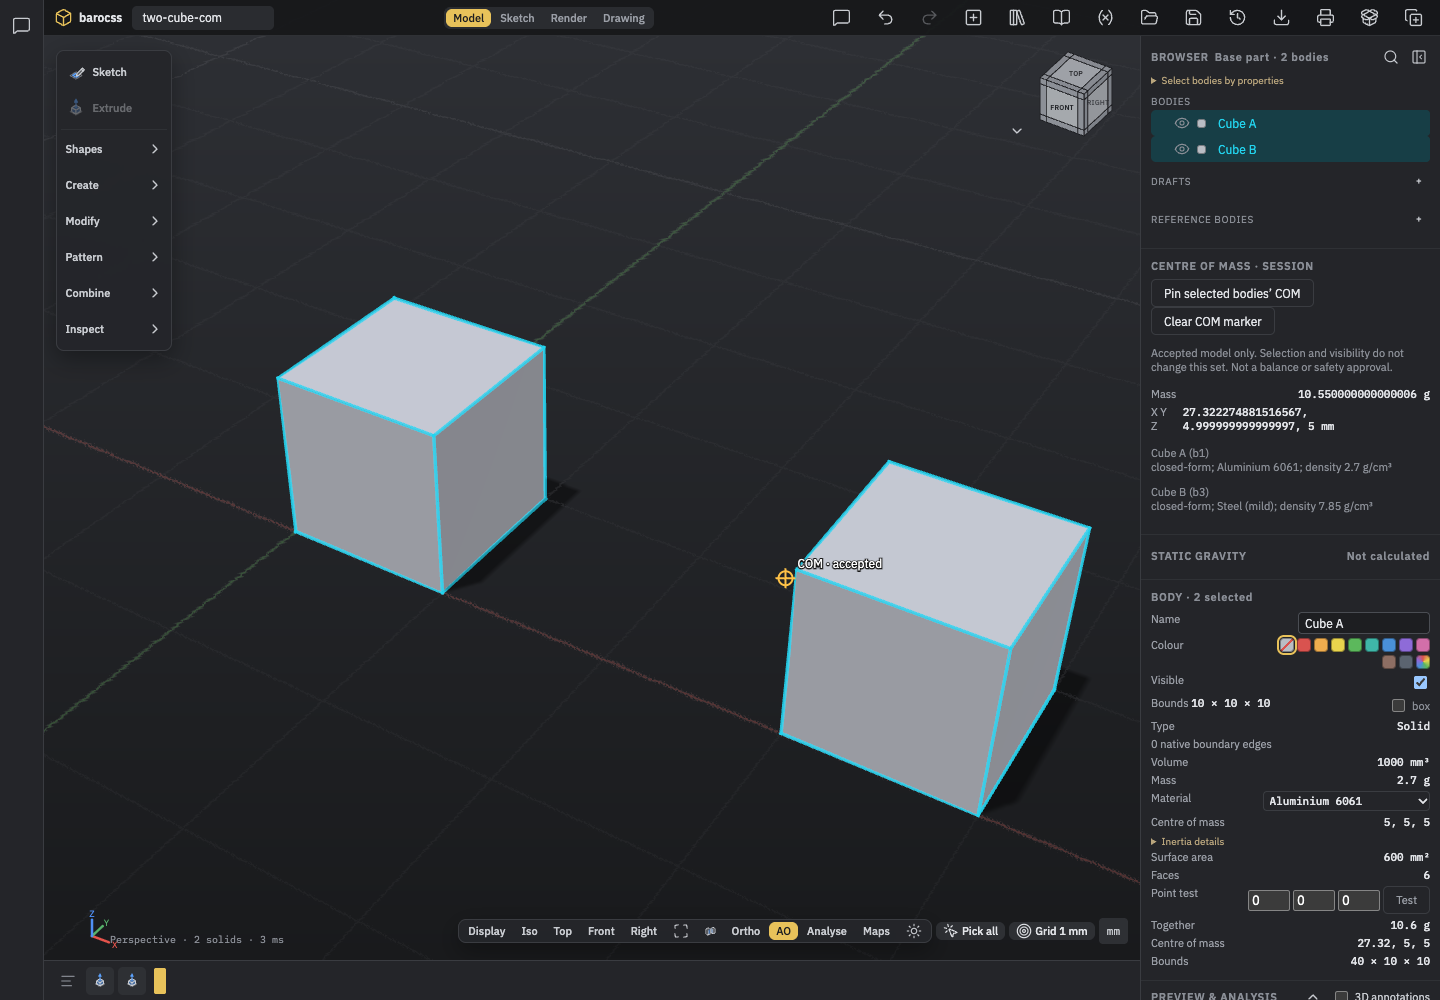 barocss
two-cube-com
Model
Sketch
Render
Drawing
Sketch
Extrude
Shapes
Create
Modify
Pattern
Combine
Inspect
TOP
FRONT
RIGHT
COM · accepted
Z
Y
X
Perspective · 2 solids · 3 ms
Display
Iso
Top
Front
Right
Ortho
AO
Analyse
Maps
Pick all
Grid 1 mm
mm
BROWSER Base part · 2 bodies
Select bodies by properties
BODIES
Cube A
Cube B
DRAFTS +
REFERENCE BODIES +
CENTRE OF MASS · SESSION
Pin selected bodies’ COM
Clear COM marker
Accepted model only. Selection and visibility do not
change this set. Not a balance or safety approval.
Mass 10.550000000000006 g
X Y 27.322274881516567,
Z 4.999999999999997, 5 mm
Cube A (b1)
closed-form; Aluminium 6061; density 2.7 g/cm³
Cube B (b3)
closed-form; Steel (mild); density 7.85 g/cm³
STATIC GRAVITY Not calculated
BODY · 2 selected
Name Cube A
Colour
Visible
Bounds 10 × 10 × 10 box
Type Solid
0 native boundary edges
Volume 1000 mm³
Mass 2.7 g
Material Aluminium 6061
Centre of mass 5, 5, 5
Inertia details
Surface area 600 mm²
Faces 6
Point test 0 0 0 Test
Together 10.6 g
Centre of mass 27.32, 5, 5
Bounds 40 × 10 × 10
PREVIEW & ANALYSIS 3D annotations